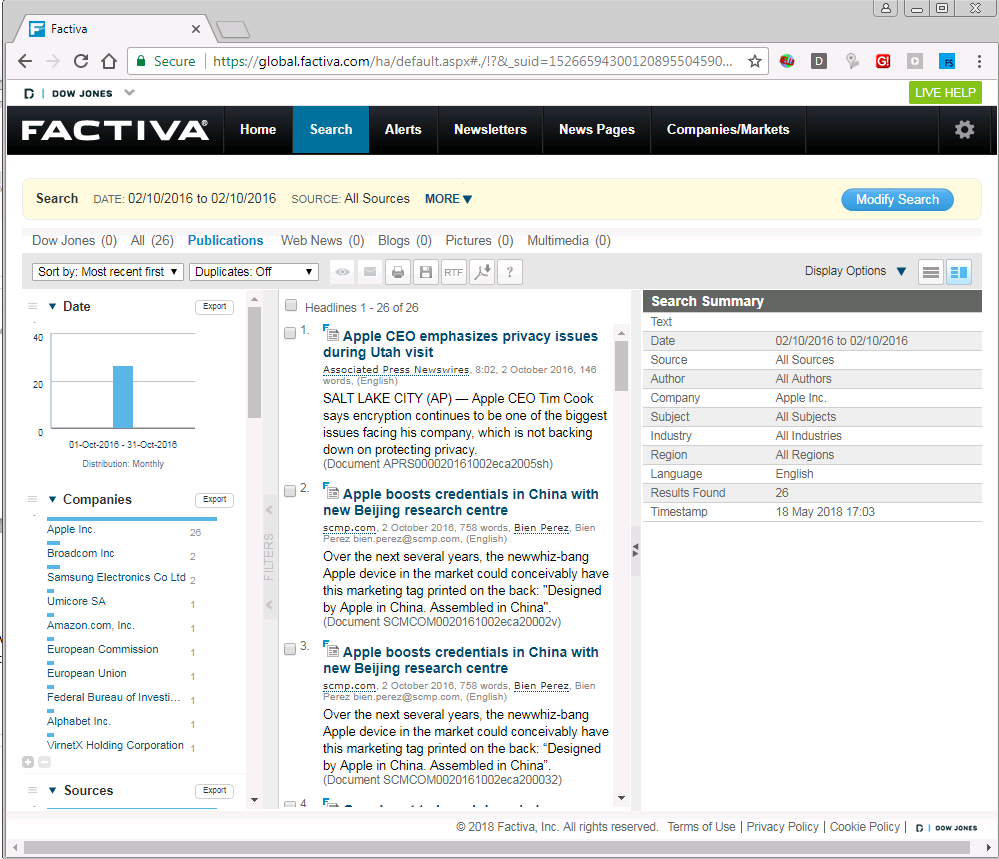 Factiva
Secure https://global.factiva.com/ha/default.aspx#./!?&_suid=15266594300120895504590...
DOW JONES
LIVE HELP
FACTIVA®
Home Search Alerts Newsletters News Pages Companies/Markets
Search DATE: 02/10/2016 to 02/10/2016 SOURCE: All Sources MORE▼ Modify Search
Dow Jones (0) All (26) Publications Web News (0) Blogs (0) Pictures (0) Multimedia (0)
Sort by: Most recent first ▼ Duplicates: Off ▼ RTF ? Display Options ▼
Date Export
40
20
0
01-Oct-2016 - 31-Oct-2016
Distribution: Monthly
Companies Export
Apple Inc. 26
Broadcom Inc 2
Samsung Electronics Co Ltd 2
Umicore SA 1
Amazon.com, Inc. 1
European Commission 1
European Union 1
Federal Bureau of Investi... 1
Alphabet Inc. 1
VirnetX Holding Corporation 1
Sources Export
FILTERS
Headlines 1 - 26 of 26
1. Apple CEO emphasizes privacy issues
during Utah visit
Associated Press Newswires, 8:02, 2 October 2016, 146
words, (English)
SALT LAKE CITY (AP) — Apple CEO Tim Cook
says encryption continues to be one of the biggest
issues facing his company, which is not backing
down on protecting privacy.
(Document APRS000020161002eca2005sh)
2. Apple boosts credentials in China with
new Beijing research centre
scmp.com, 2 October 2016, 758 words, Bien Perez, Bien
Perez bien.perez@scmp.com, (English)
Over the next several years, the newwhiz-bang
Apple device in the market could conceivably have
this marketing tag printed on the back: "Designed
by Apple in China. Assembled in China".
(Document SCMCOM0020161002eca20002v)
3. Apple boosts credentials in China with
new Beijing research centre
scmp.com, 2 October 2016, 758 words, Bien Perez, Bien
Perez bien.perez@scmp.com, (English)
Over the next several years, the newwhiz-bang
Apple device in the market could conceivably have
this marketing tag printed on the back: “Designed
by Apple in China. Assembled in China”.
(Document SCMCOM0020161002eca200032)
4
Search Summary
Text
Date 02/10/2016 to 02/10/2016
Source All Sources
Author All Authors
Company Apple Inc.
Subject All Subjects
Industry All Industries
Region All Regions
Language English
Results Found 26
Timestamp 18 May 2018 17:03
© 2018 Factiva, Inc. All rights reserved. Terms of Use | Privacy Policy | Cookie Policy | DOW JONES